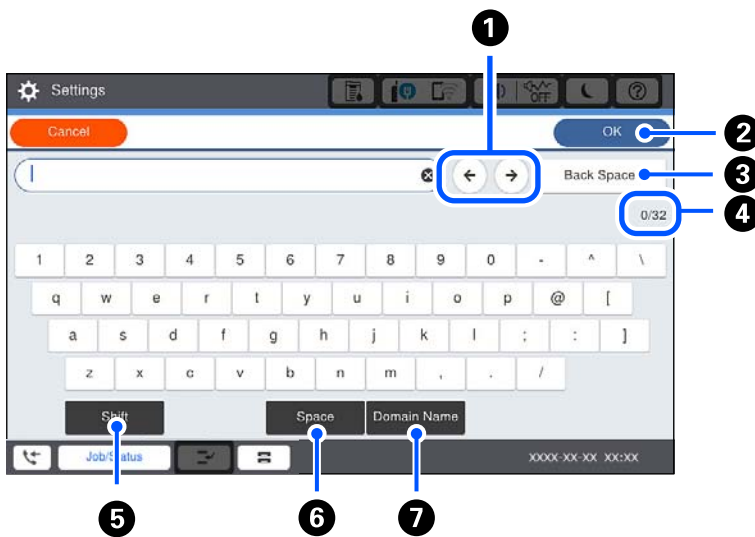 1
Settings
OFF
Cancel
OK
2
Back Space
3
0/32
4
1 2 3 4 5 6 7 8 9 0 - ^ \
q w e r t y u i o p @ [
a s d f g h j k l ; : ]
z x c v b n m , . /
Shift Space Domain Name
Job/Status
XXXX-XX-XX XX:XX
5 6 7